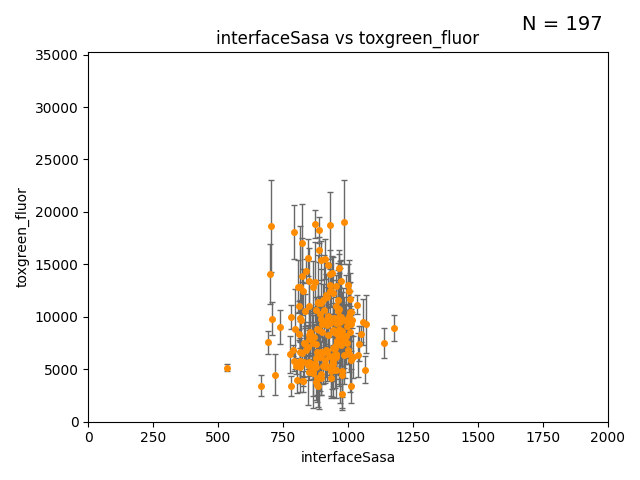 N = 197
interfaceSasa vs toxgreen_fluor
35000
30000
25000
20000
15000
10000
5000
0
toxgreen_fluor
0 250 500 750 1000 1250 1500 1750 2000
interfaceSasa